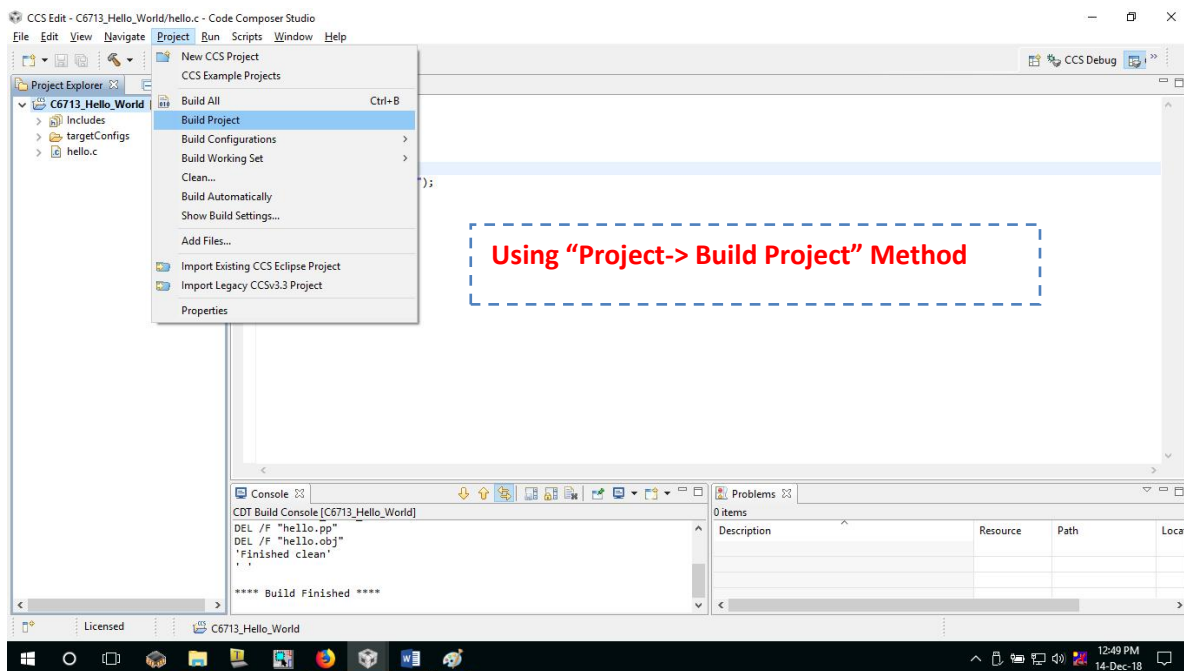 CCS Edit - C6713_Hello_World/hello.c - Code Composer Studio
File Edit View Navigate Project Run Scripts Window Help
CCS Debug
Project Explorer
C6713_Hello_World
Includes
targetConfigs
hello.c
New CCS Project
CCS Example Projects
Build All Ctrl+B
Build Project
Build Configurations
Build Working Set
Clean...
Build Automatically
Show Build Settings...
Add Files...
Import Existing CCS Eclipse Project
Import Legacy CCSv3.3 Project
Properties
");
Using “Project-> Build Project” Method
Console
CDT Build Console [C6713_Hello_World]
DEL /F "hello.pp"
DEL /F "hello.obj"
'Finished clean'
' '
**** Build Finished ****
Problems
0 items
Description Resource Path Loca
Licensed
C6713_Hello_World
12:49 PM
14-Dec-18